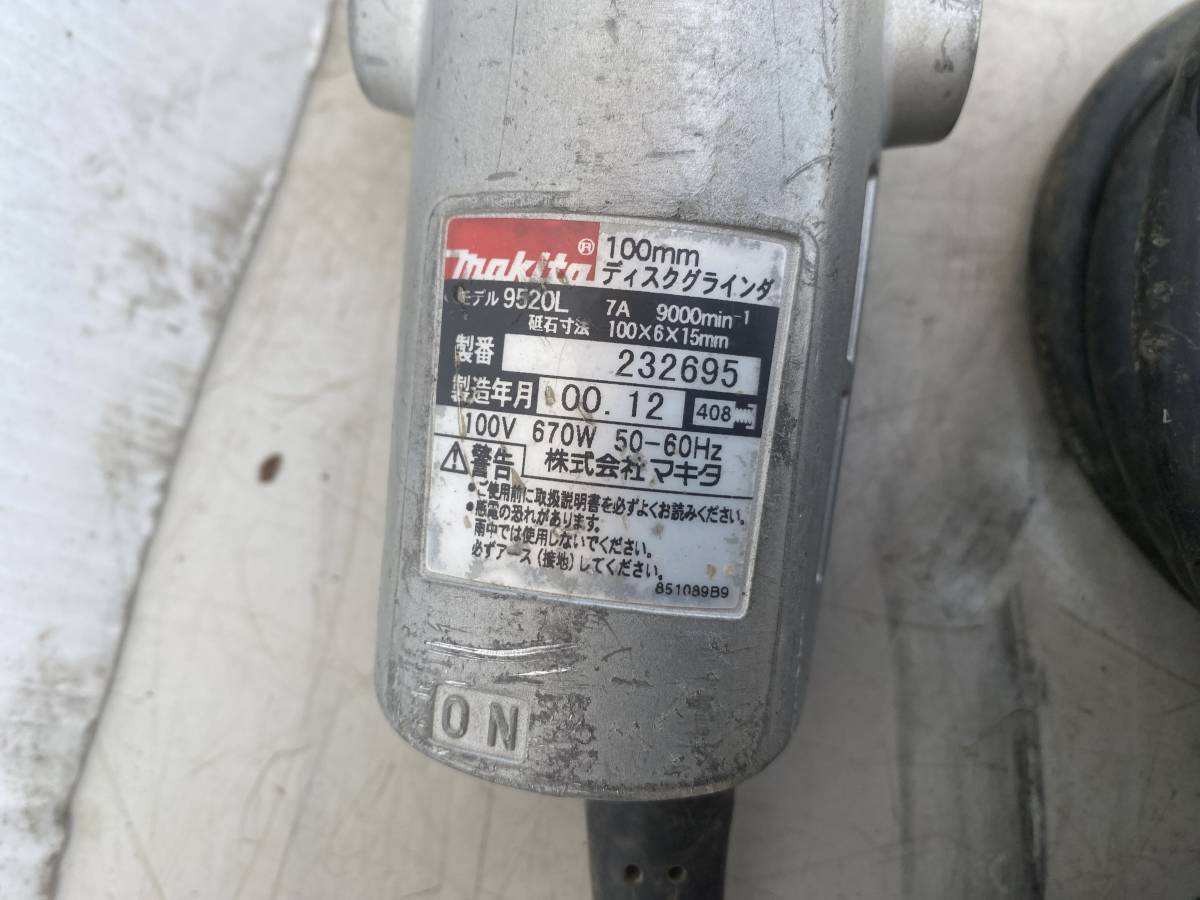 makita®
100mm
ディスクグラインダ
モデル 9520L 7A 9000min⁻¹
砥石寸法 100×6×15mm
製番 232695
製造年月 00.12 408
100V 670W 50-60Hz
警告 株式会社 マキタ
•ご使用前に取扱説明書を必ずよくお読みください。
•感電の恐れがあります。
雨中では使用しないでください。
必ずアース(接地)してください。
851089B9
ON